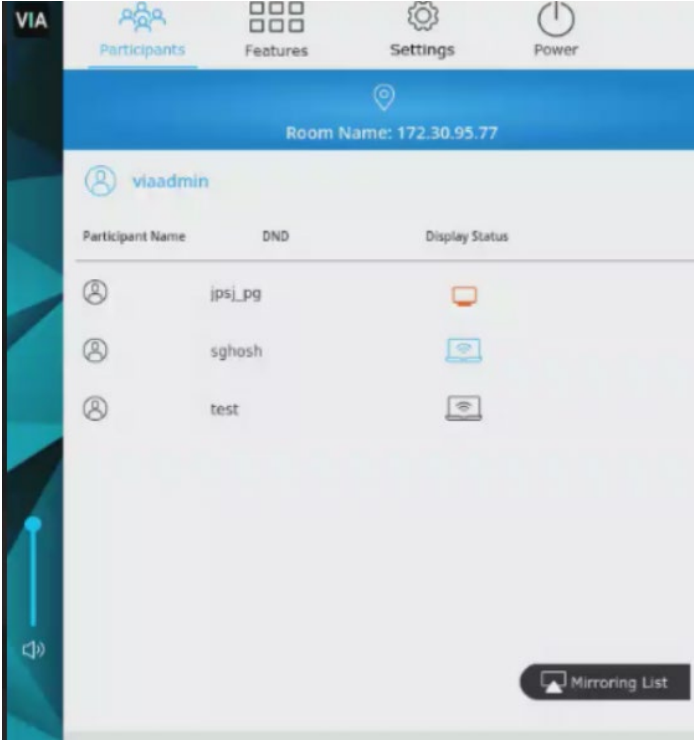 VIA
Participants Features Settings Power
Room Name: 172.30.95.77
viaadmin
Participant Name DND Display Status
jpsj_pg
sghosh
test
Mirroring List